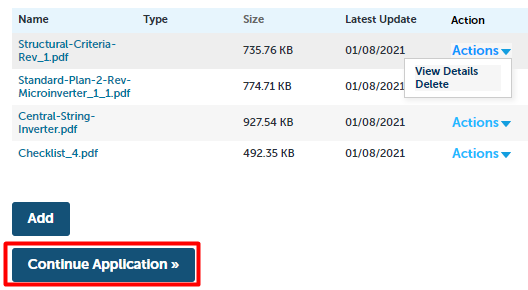 Name Type Size Latest Update Action
Structural-Criteria-
Rev_1.pdf 735.76 KB 01/08/2021 Actions
View Details
Delete
Standard-Plan-2-Rev-
Microinverter_1_1.pdf 774.71 KB 01/08/2021
Central-String-
Inverter.pdf 927.54 KB 01/08/2021 Actions
Checklist_4.pdf 492.35 KB 01/08/2021 Actions
Add
Continue Application »